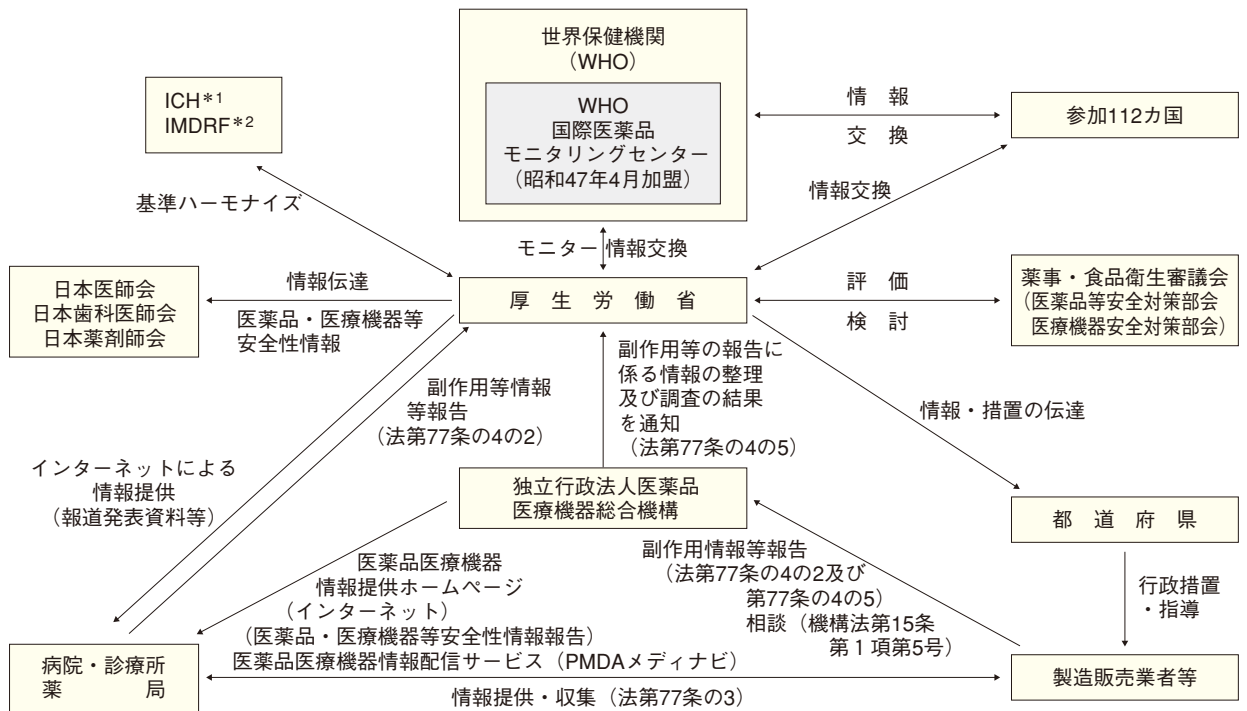 世界保健機関
（WHO）
WHO
国際医薬品
モニタリングセンター
（昭和47年4月加盟）
ICH*1
IMDRF*2
情　報
交　換
参加112カ国
基準ハーモナイズ
情報交換
モニター 情報交換
日本医師会
日本歯科医師会
日本薬剤師会
情報伝達
医薬品・医療機器等
安全性情報
厚　生　労　働　省
評　価
検　討
薬事・食品衛生審議会
（医薬品等安全対策部会
医療機器安全対策部会）
副作用等情報
等報告
（法第77条の4の2）
副作用等の報告に
係る情報の整理
及び調査の結果
を通知
（法第77条の4の5）
情報・措置の伝達
インターネットによる
情報提供
（報道発表資料等）
独立行政法人医薬品
医療機器総合機構
都　道　府　県
医薬品医療機器
情報提供ホームページ
（インターネット）
（医薬品・医療機器等安全性情報報告）
医薬品医療機器情報配信サービス（PMDAメディナビ）
副作用情報等報告
（法第77条の4の2及び
第77条の4の5）
相談（機構法第15条
第１項第5号）
行政措置
・指導
病院・診療所
薬　　　　局
情報提供・収集（法第77条の3）
製造販売業者等